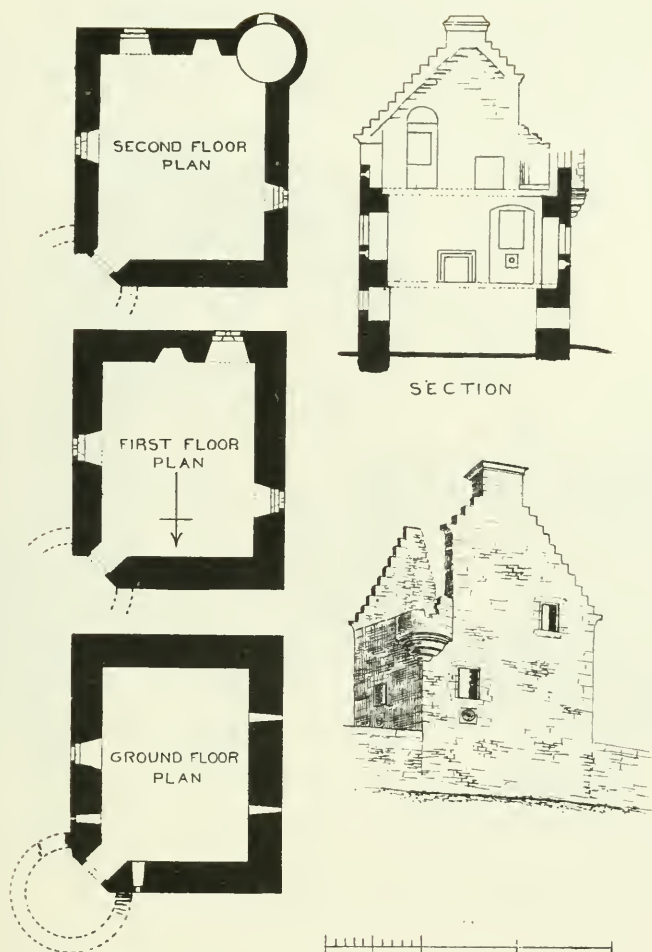 SECOND FLOOR
PLAN
SECTION
FIRST FLOOR
PLAN
GROUND FLOOR
PLAN